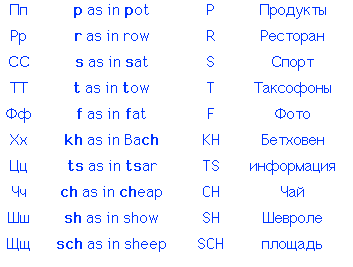 Пп p as in pot P Продукты
Рр r as in row R Ресторан
СС s as in sat S Спорт
ТТ t as in tow T Таксофоны
Фф f as in fat F Фото
Хх kh as in Bach KH Бетховен
Цц ts as in tsar TS информация
Чч ch as in cheap CH Чай
Шш sh as in show SH Шевроле
Щщ sch as in sheep SCH площадь